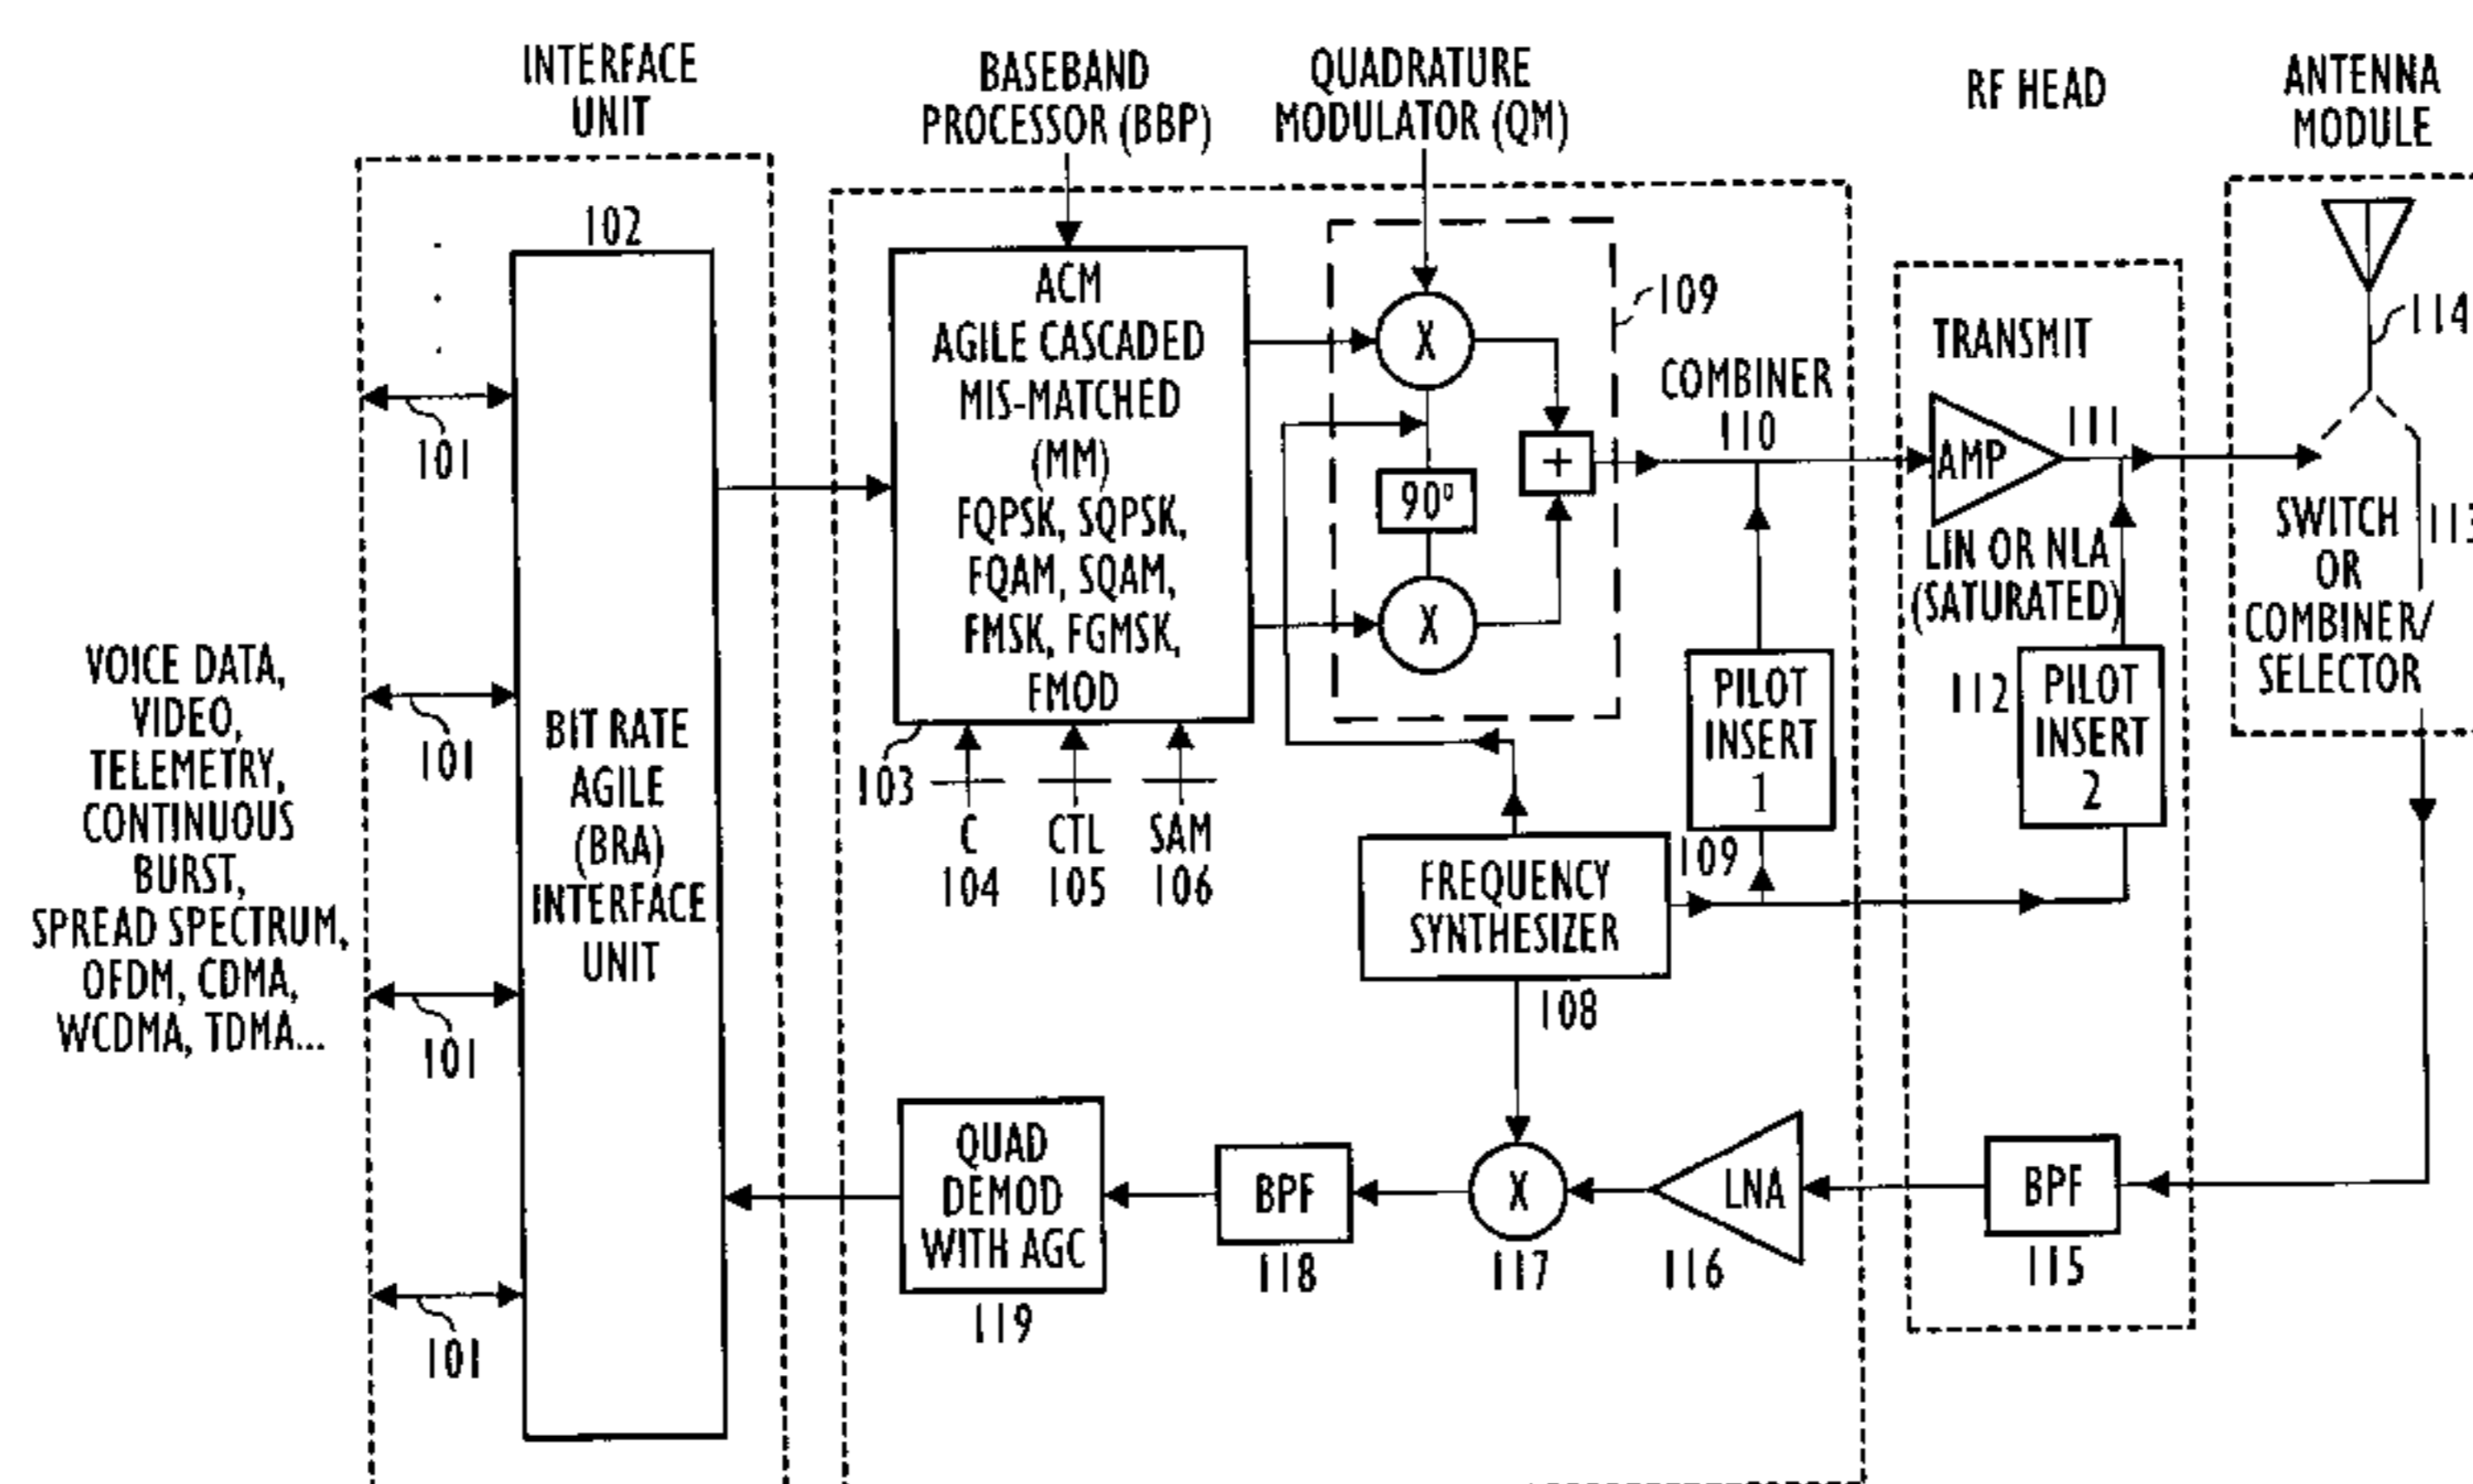 INTERFACE
UNIT
BASEBAND
PROCESSOR (BBP)
QUADRATURE
MODULATOR (QM)
RF HEAD
ANTENNA
MODULE
102
101
101
101
101
VOICE DATA,
VIDEO,
TELEMETRY,
CONTINUOUS
BURST,
SPREAD SPECTRUM,
OFDM, CDMA,
WCDMA, TDMA...
BIT RATE
AGILE
(BRA)
INTERFACE
UNIT
ACM
AGILE CASCADED
MIS-MATCHED
(MM)
FQPSK, SQPSK,
FQAM, SQAM,
FMSK, FGMSK,
FMOD
103
C
104
CTL
105
SAM
106
X
90°
X
+
109
COMBINER
110
PILOT
INSERT
1
109
FREQUENCY
SYNTHESIZER
108
TRANSMIT
AMP
111
LIN OR NLA
(SATURATED)
112
PILOT
INSERT
2
114
113
SWITCH
OR
COMBINER/
SELECTOR
QUAD
DEMOD
WITH AGC
119
BPF
118
X
117
LNA
116
BPF
115